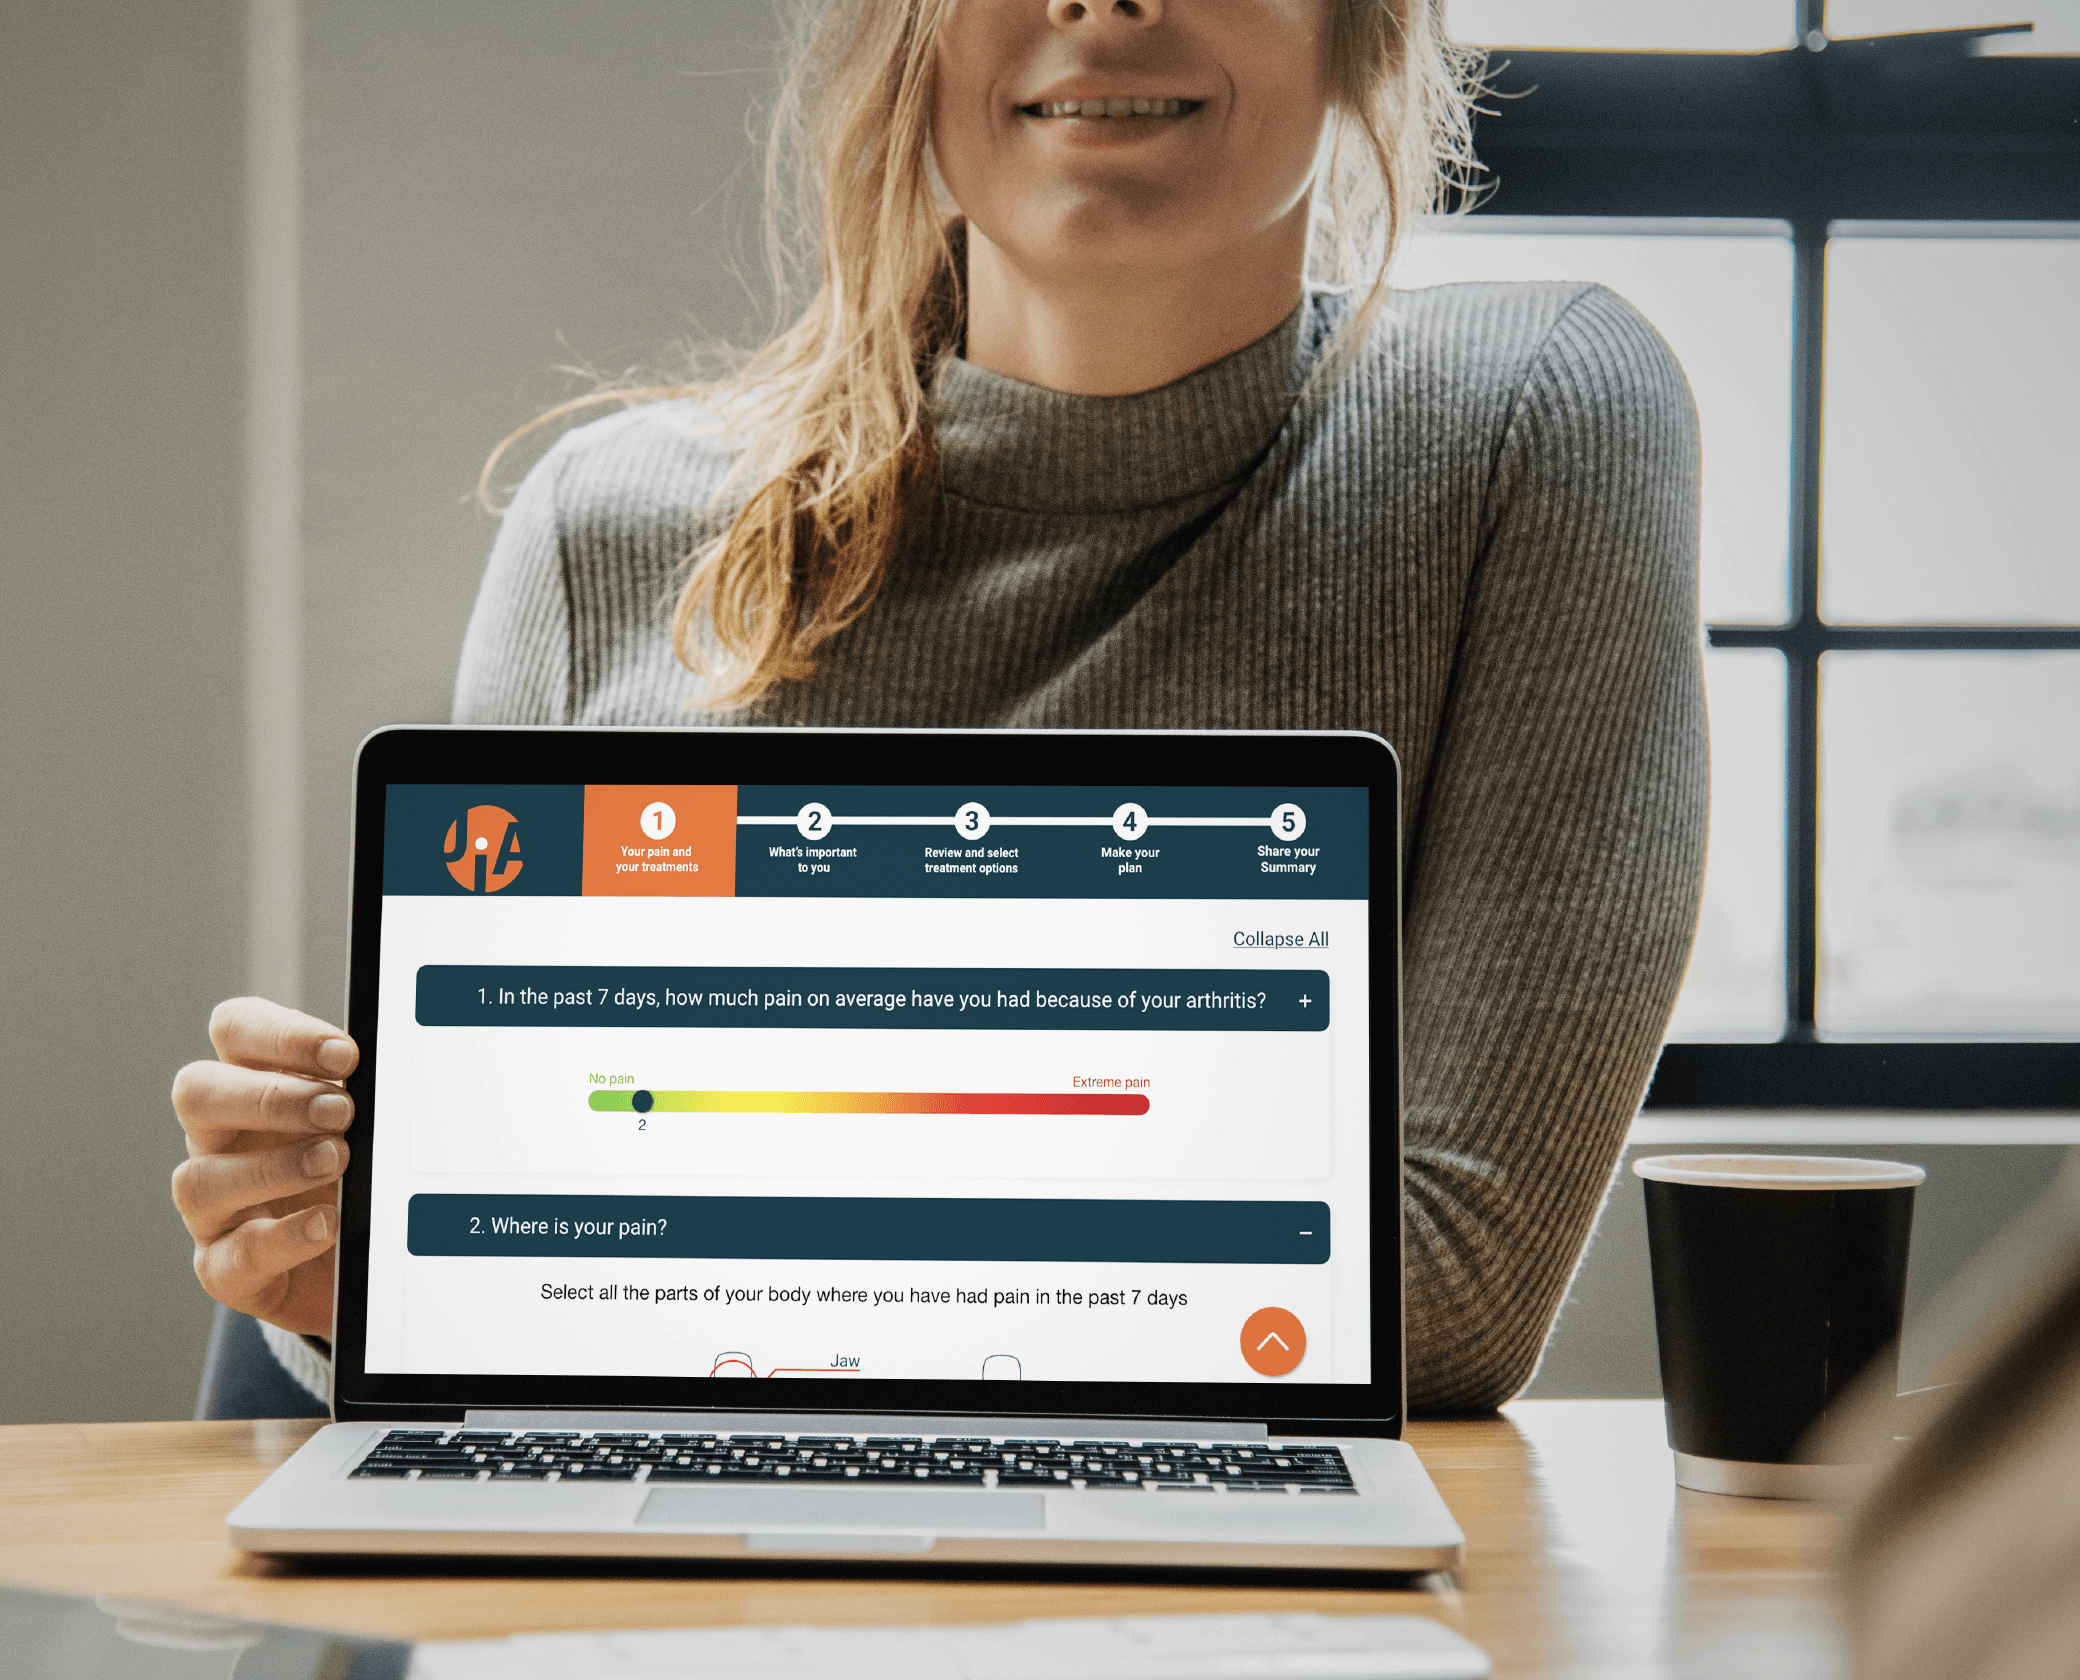 JiA
1
Your pain and
your treatments
2
What's important
to you
3
Review and select
treatment options
4
Make your
plan
5
Share your
Summary
Collapse All
1. In the past 7 days, how much pain on average have you had because of your arthritis? +
No pain
Extreme pain
2
2. Where is your pain? −
Select all the parts of your body where you have had pain in the past 7 days
Jaw